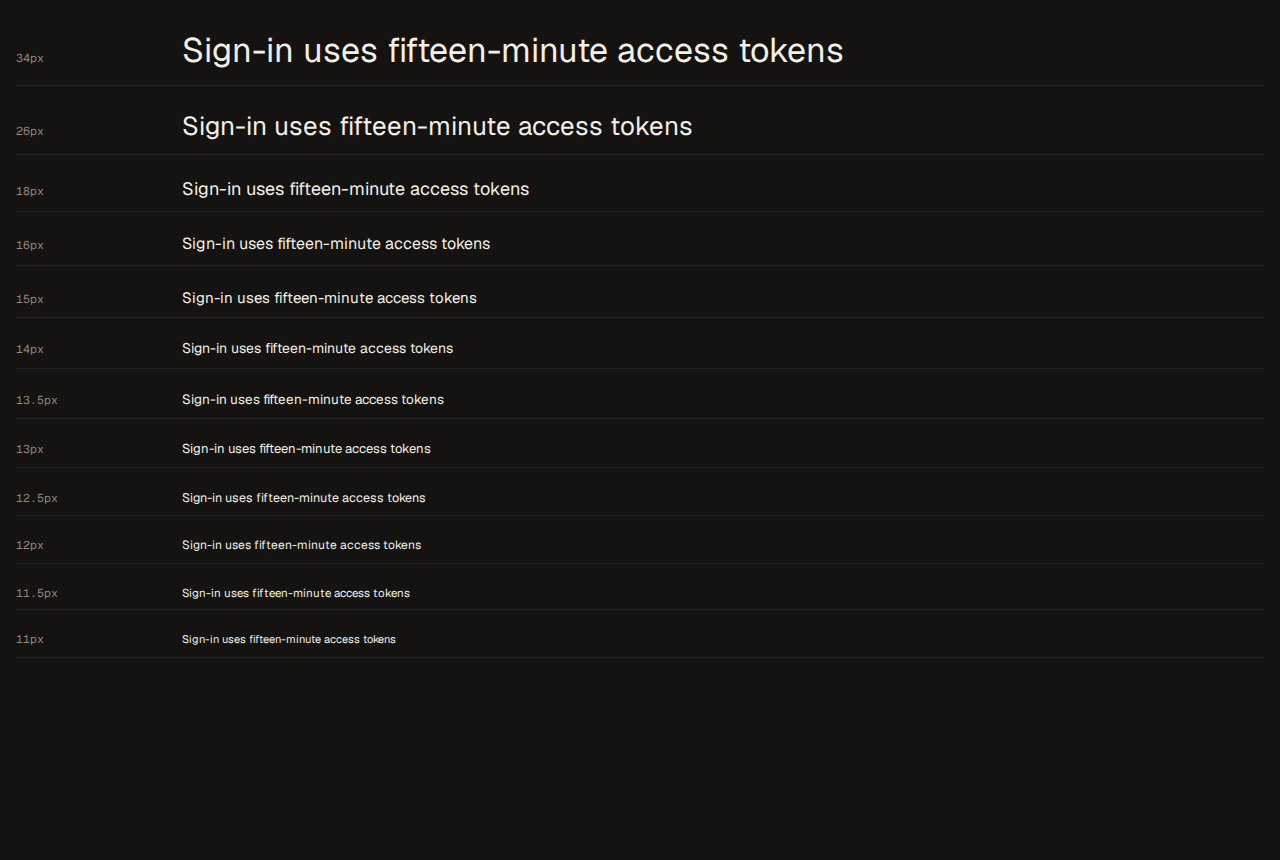 34px Sign-in uses fifteen-minute access tokens
26px Sign-in uses fifteen-minute access tokens
18px Sign-in uses fifteen-minute access tokens
16px Sign-in uses fifteen-minute access tokens
15px Sign-in uses fifteen-minute access tokens
14px Sign-in uses fifteen-minute access tokens
13.5px Sign-in uses fifteen-minute access tokens
13px Sign-in uses fifteen-minute access tokens
12.5px Sign-in uses fifteen-minute access tokens
12px Sign-in uses fifteen-minute access tokens
11.5px Sign-in uses fifteen-minute access tokens
11px Sign-in uses fifteen-minute access tokens